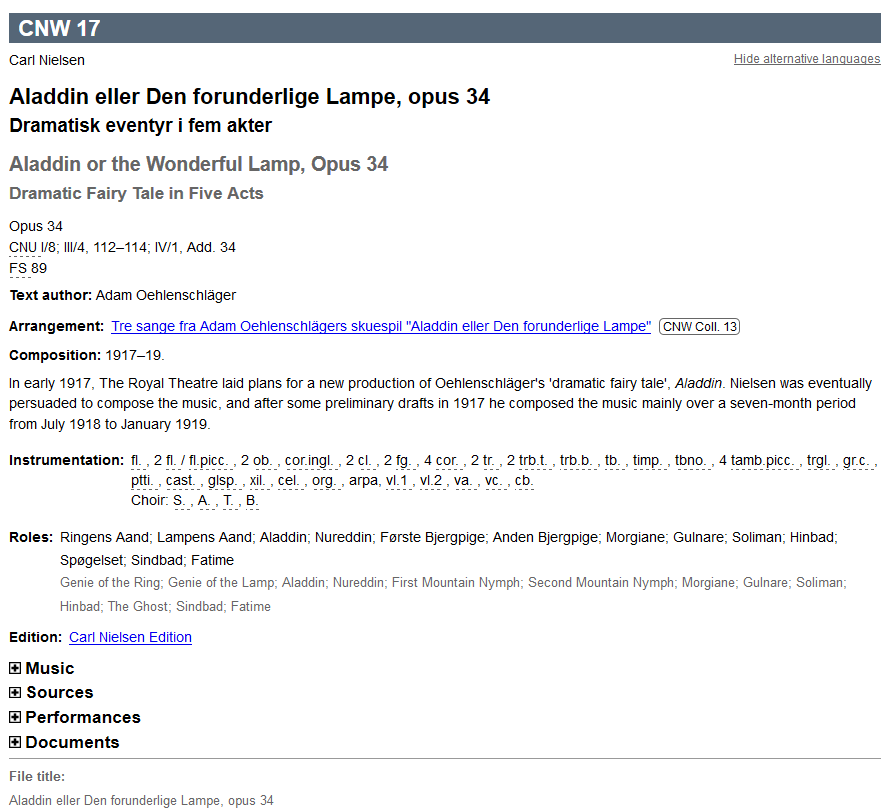 CNW 17
Carl Nielsen
Hide alternative languages
Aladdin eller Den forunderlige Lampe, opus 34
Dramatisk eventyr i fem akter
Aladdin or the Wonderful Lamp, Opus 34
Dramatic Fairy Tale in Five Acts
Opus 34
CNU I/8; III/4, 112–114; IV/1, Add. 34
FS 89
Text author: Adam Oehlenschläger
Arrangement: Tre sange fra Adam Oehlenschlägers skuespil "Aladdin eller Den forunderlige Lampe" CNW Coll. 13
Composition: 1917–19.
In early 1917, The Royal Theatre laid plans for a new production of Oehlenschläger's 'dramatic fairy tale', Aladdin. Nielsen was eventually
persuaded to compose the music, and after some preliminary drafts in 1917 he composed the music mainly over a seven-month period
from July 1918 to January 1919.
Instrumentation: fl. , 2 fl. / fl.picc. , 2 ob. , cor.ingl. , 2 cl. , 2 fg. , 4 cor. , 2 tr. , 2 trb.t. , trb.b. , tb. , timp. , tbno. , 4 tamb.picc. , trgl. , gr.c. ,
ptti. , cast. , glsp. , xil. , cel. , org. , arpa, vl.1 , vl.2 , va. , vc. , cb.
Choir: S. , A. , T. , B.
Roles: Ringens Aand; Lampens Aand; Aladdin; Nureddin; Første Bjergpige; Anden Bjergpige; Morgiane; Gulnare; Soliman; Hinbad;
Spøgelset; Sindbad; Fatime
Genie of the Ring; Genie of the Lamp; Aladdin; Nureddin; First Mountain Nymph; Second Mountain Nymph; Morgiane; Gulnare; Soliman;
Hinbad; The Ghost; Sindbad; Fatime
Edition: Carl Nielsen Edition
Music
Sources
Performances
Documents
File title:
Aladdin eller Den forunderlige Lampe, opus 34